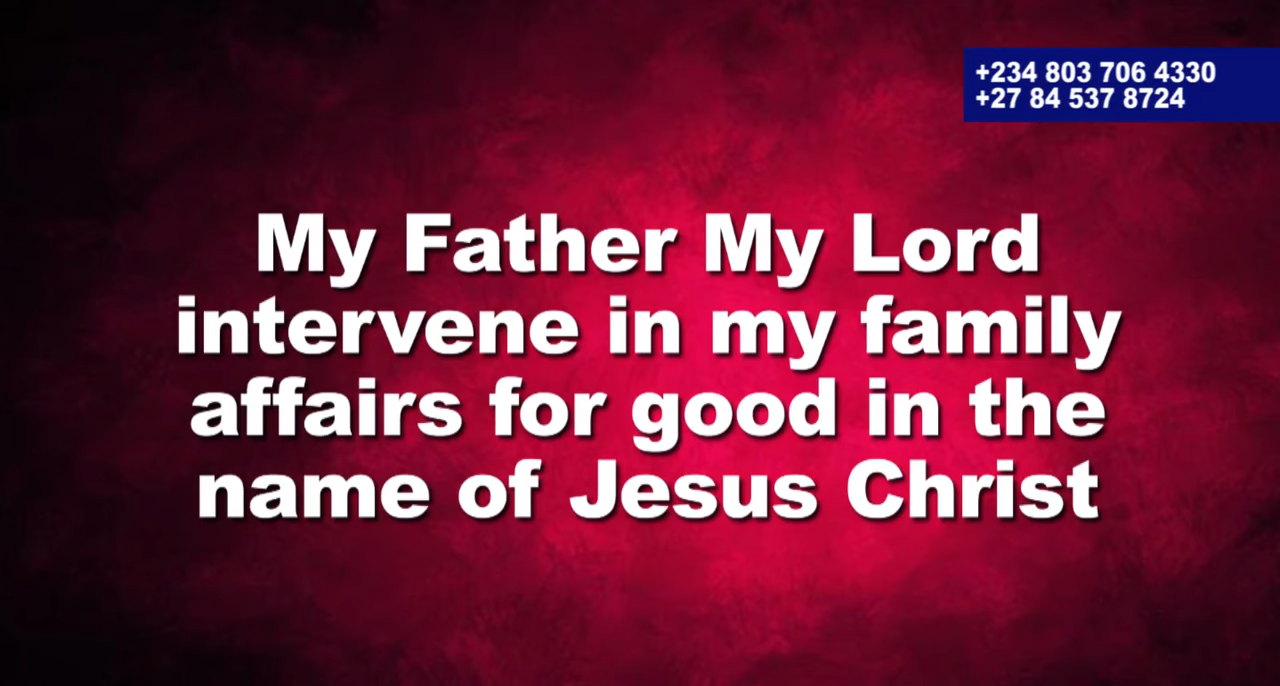 +234 803 706 4330
+27 84 537 8724
My Father My Lord
intervene in my family
affairs for good in the
name of Jesus Christ